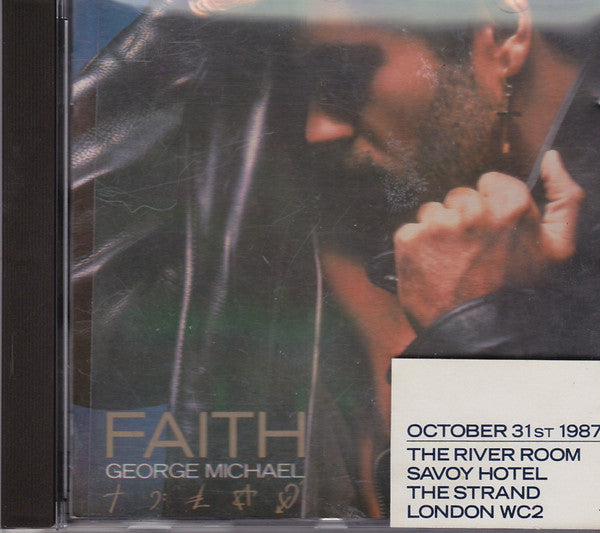 FAITH
GEORGE MICHAEL
OCTOBER 31ST 1987
THE RIVER ROOM
SAVOY HOTEL
THE STRAND
LONDON WC2